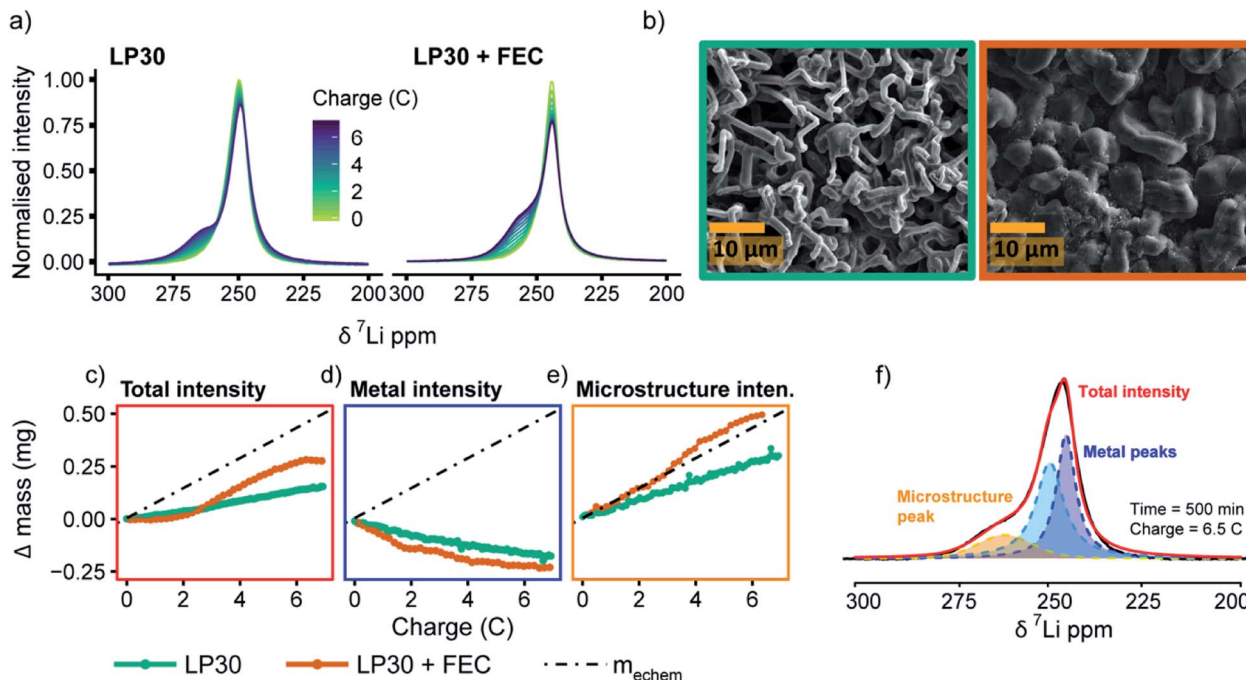 a)
LP30
LP30 + FEC
b)
Normalised intensity
1.00
0.75
0.50
0.25
0.00
Charge (C)
6
4
2
0
300 275 250 225 200
300 275 250 225 200
δ ⁷Li ppm
10 µm
10 µm
c)
Total intensity
d)
Metal intensity
e)
Microstructure inten.
f)
Δ mass (mg)
0.50
0.25
0.00
-0.25
0 2 4 6
0 2 4 6
0 2 4 6
Charge (C)
Total intensity
Metal peaks
Microstructure
peak
Time = 500 min
Charge = 6.5 C
300 275 250 225 200
δ ⁷Li ppm
LP30
LP30 + FEC
mₑcₕₑₘ